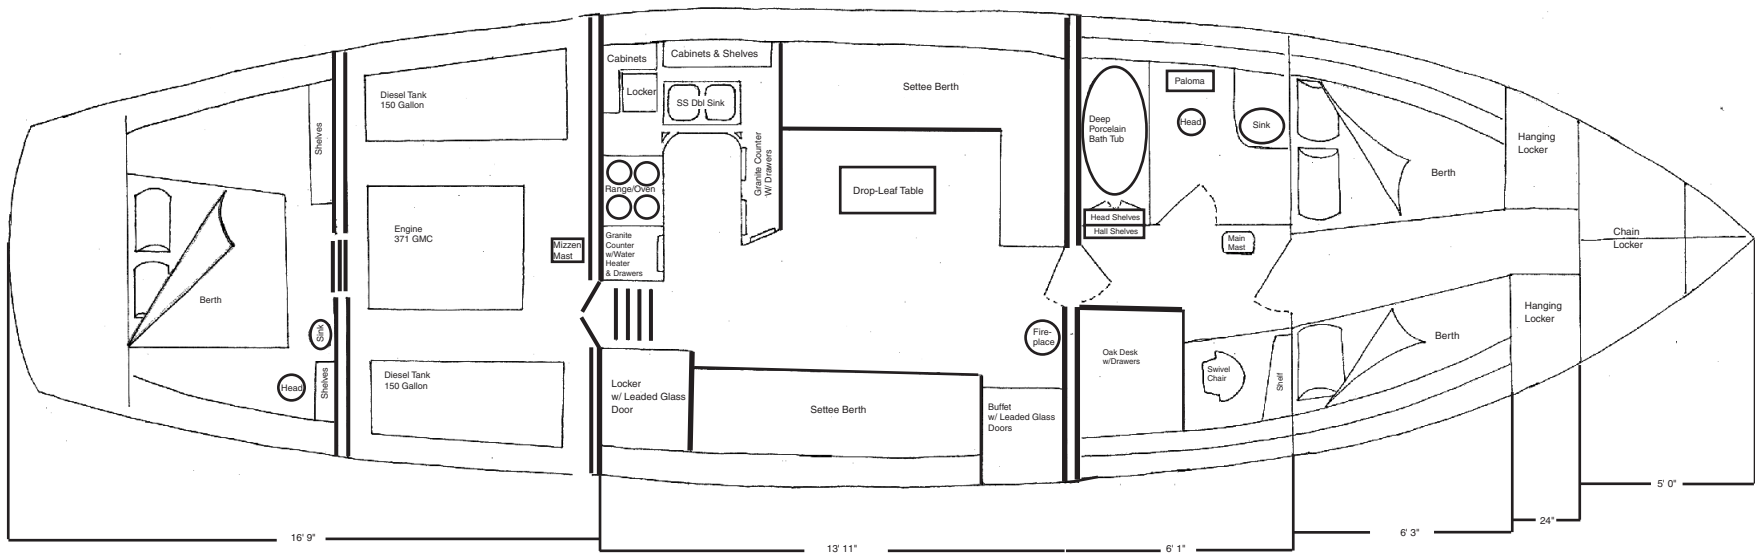 Shelves
Berth
Sink
Head
Shelves
Diesel Tank
150 Gallon
Engine
371 GMC
Mizzen
Mast
Diesel Tank
150 Gallon
Cabinets
Locker
Cabinets & Shelves
SS Dbl Sink
Range/Oven
Granite Counter
W/ Drawers
Granite
Counter
w/Water
Heater
& Drawers
Settee Berth
Drop-Leaf Table
Locker
w/ Leaded Glass
Door
Settee Berth
Fire-
place
Buffet
w/ Leaded Glass
Doors
Deep
Porcelain
Bath Tub
Paloma
Head
Sink
Head Shelves
Hall Shelves
Main
Mast
Oak Desk
w/Drawers
Swivel
Chair
Shelf
Berth
Berth
Hanging
Locker
Hanging
Locker
Chain
Locker
16' 9"
13' 11"
6' 1"
6' 3"
24"
5' 0"